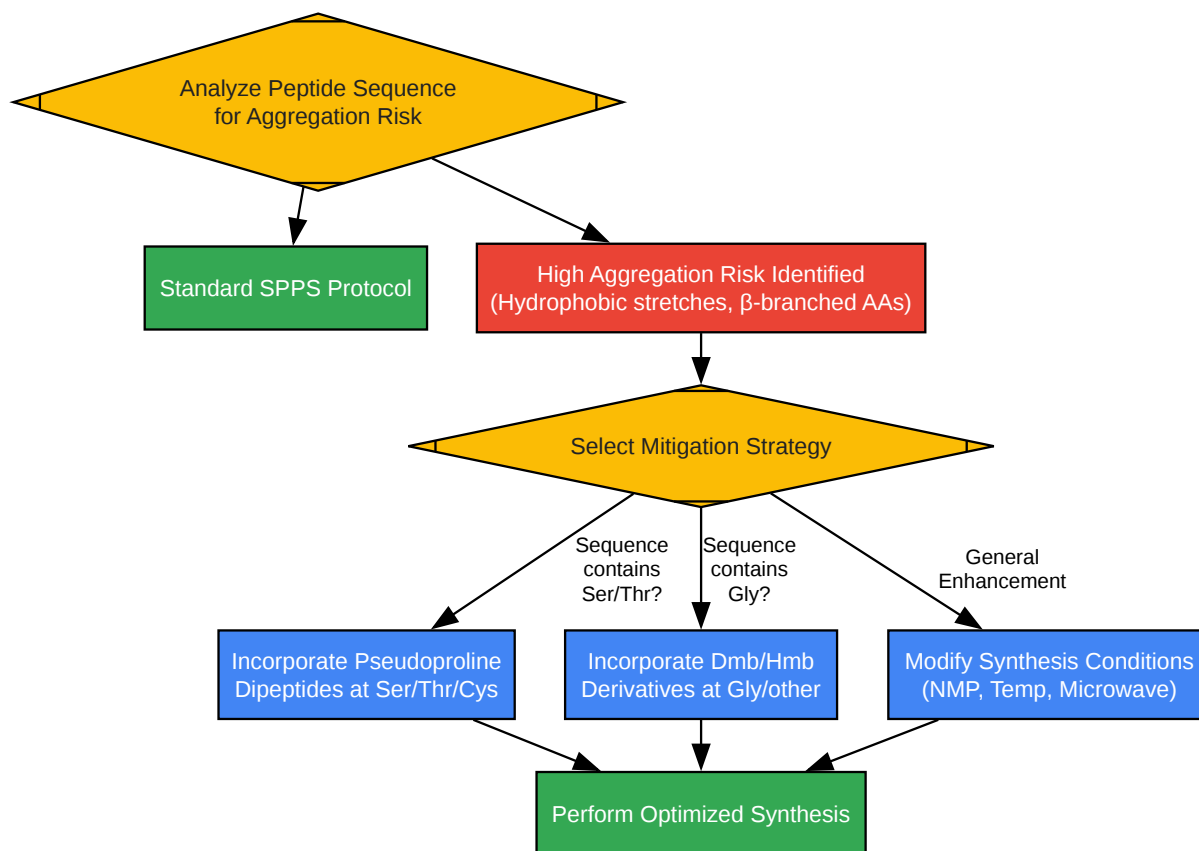 Analyze Peptide Sequence
for Aggregation Risk
Standard SPPS Protocol
High Aggregation Risk Identified
(Hydrophobic stretches, β-branched AAs)
Select Mitigation Strategy
Sequence
contains
Ser/Thr?
Sequence
contains
Gly?
General
Enhancement
Incorporate Pseudoproline
Dipeptides at Ser/Thr/Cys
Incorporate Dmb/Hmb
Derivatives at Gly/other
Modify Synthesis Conditions
(NMP, Temp, Microwave)
Perform Optimized Synthesis